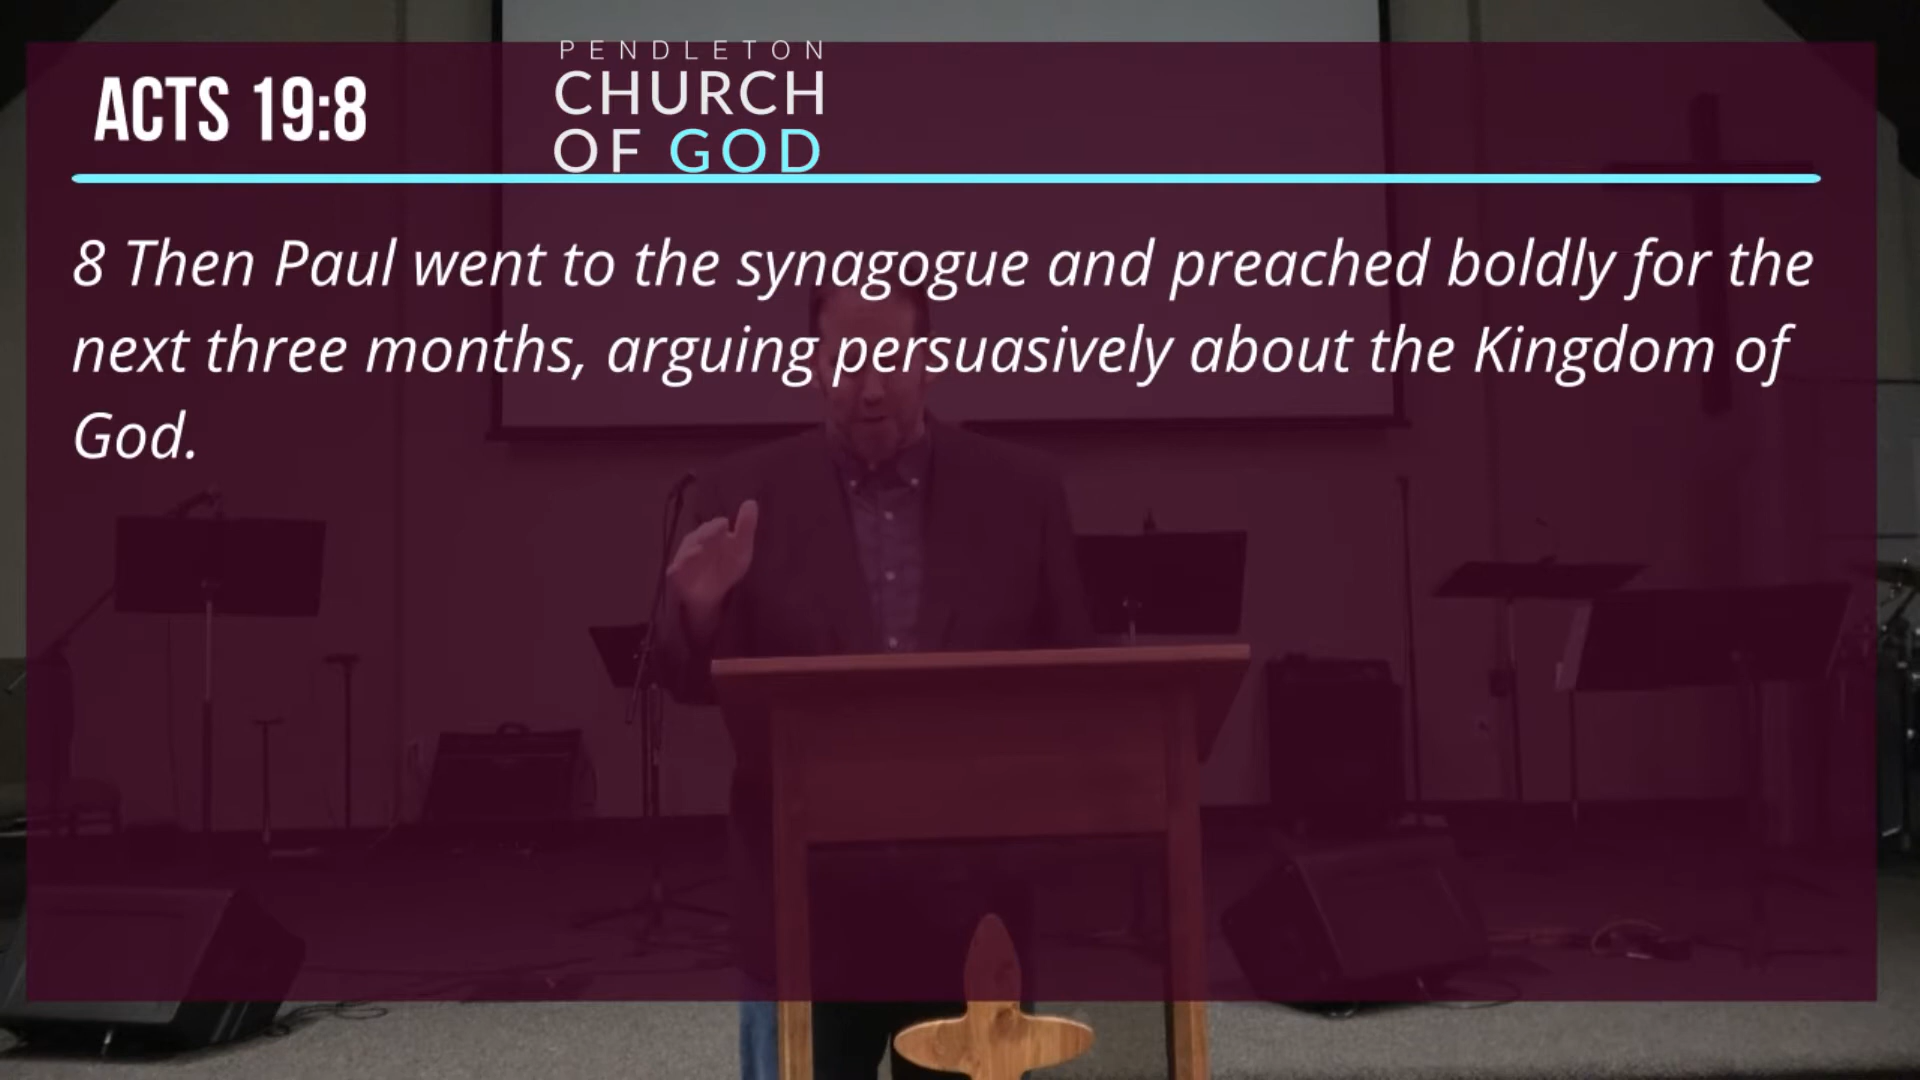 PENDLETON
CHURCH
OF GOD
ACTS 19:8
8 Then Paul went to the synagogue and preached boldly for the
next three months, arguing persuasively about the Kingdom of
God.